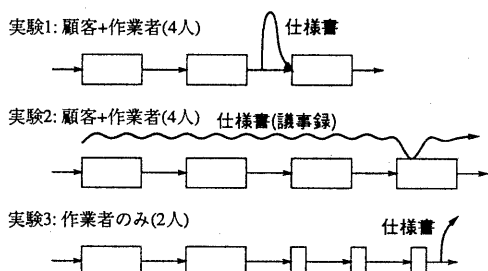 実験1: 顧客+作業者(4人)
仕様書
実験2: 顧客+作業者(4人)
仕様書(議事録)
実験3: 作業者のみ(2人)
仕様書